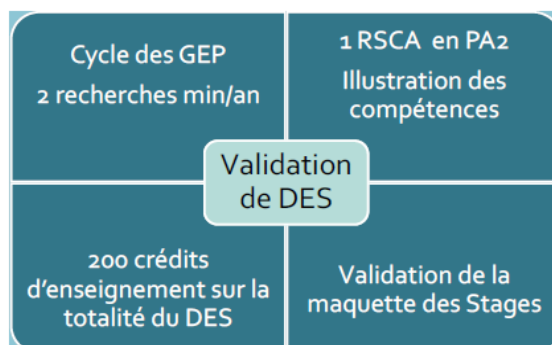 Cycle des GEP
2 recherches min/an
1 RSCA en PA2
Illustration des
compétences
Validation
de DES
200 crédits
d'enseignement sur la
totalité du DES
Validation de la
maquette des Stages